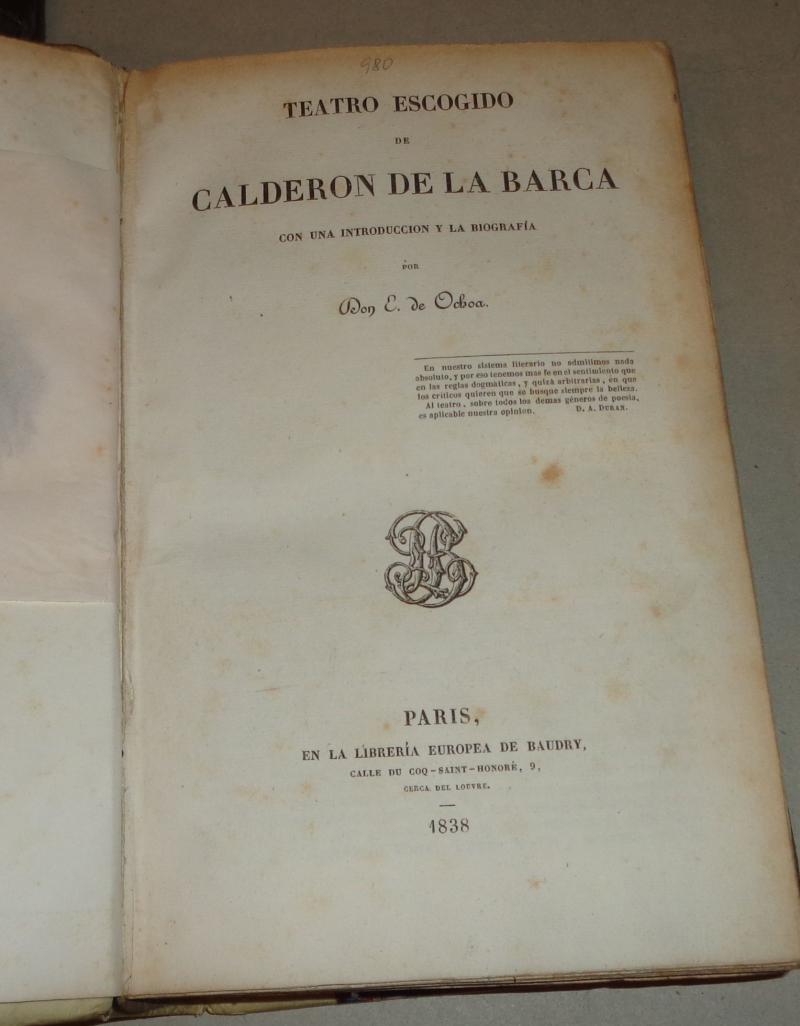 980
TEATRO ESCOGIDO
DE
CALDERON DE LA BARCA
CON UNA INTRODUCCION Y LA BIOGRAFÍA
POR
Don E. de Ochoa.
En nuestro sistema literario no admitimos nada
absoluto, y por eso tenemos mas fe en el sentimiento que
en las reglas dogmáticas, y quizá arbitrarias, en que
los críticos quieren que se busque siempre la belleza.
Al teatro, sobre todos los demas géneros de poesía,
es aplicable nuestra opinion. D. A. DURAN.
PARIS,
EN LA LIBRERÍA EUROPEA DE BAUDRY,
CALLE DU COQ-SAINT-HONORÉ, 9,
CERCA DEL LOUVRE.
1838